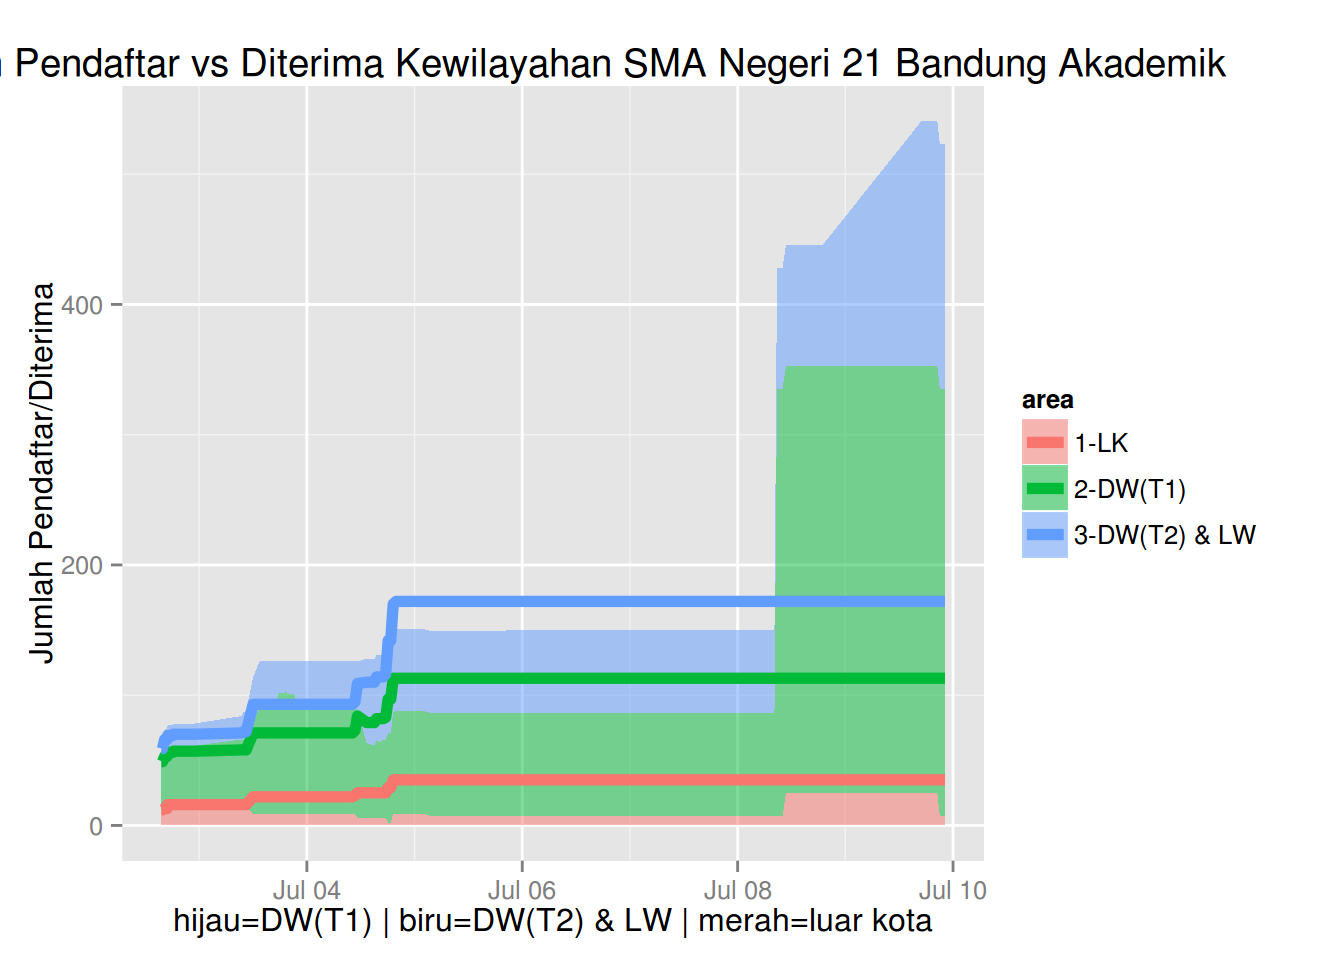 Pendaftar vs Diterima Kewilayahan SMA Negeri 21 Bandung Akademik
Jumlah Pendaftar/Diterima
400
200
0
Jul 04
Jul 06
Jul 08
Jul 10
hijau=DW(T1) | biru=DW(T2) & LW | merah=luar kota
area
1-LK
2-DW(T1)
3-DW(T2) & LW